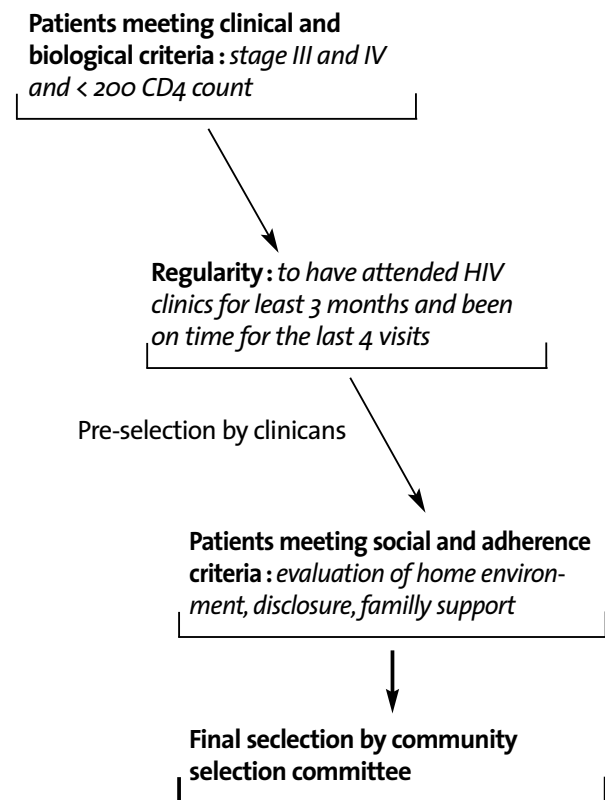 Patients meeting clinical and
biological criteria : stage III and IV
and < 200 CD4 count
Regularity : to have attended HIV
clinics for least 3 months and been
on time for the last 4 visits
Pre-selection by clinicans
Patients meeting social and adherence
criteria : evaluation of home environ-
ment, disclosure, familly support
Final seclection by community
selection committee